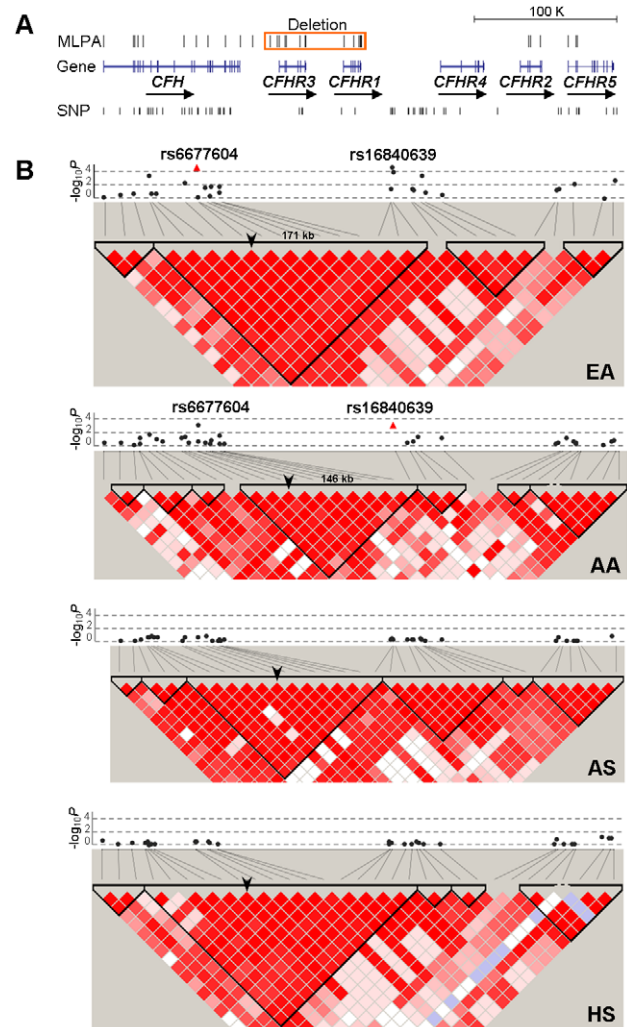 A
Deletion
100 K
MLPA
Gene
CFH CFHR3 CFHR1 CFHR4 CFHR2 CFHR5
SNP
B
rs6677604 rs16840639
-log10P
4
2
0
171 kb
EA
rs6677604 rs16840639
-log10P
4
2
0
146 kb
AA
-log10P
4
2
0
AS
-log10P
4
2
0
HS